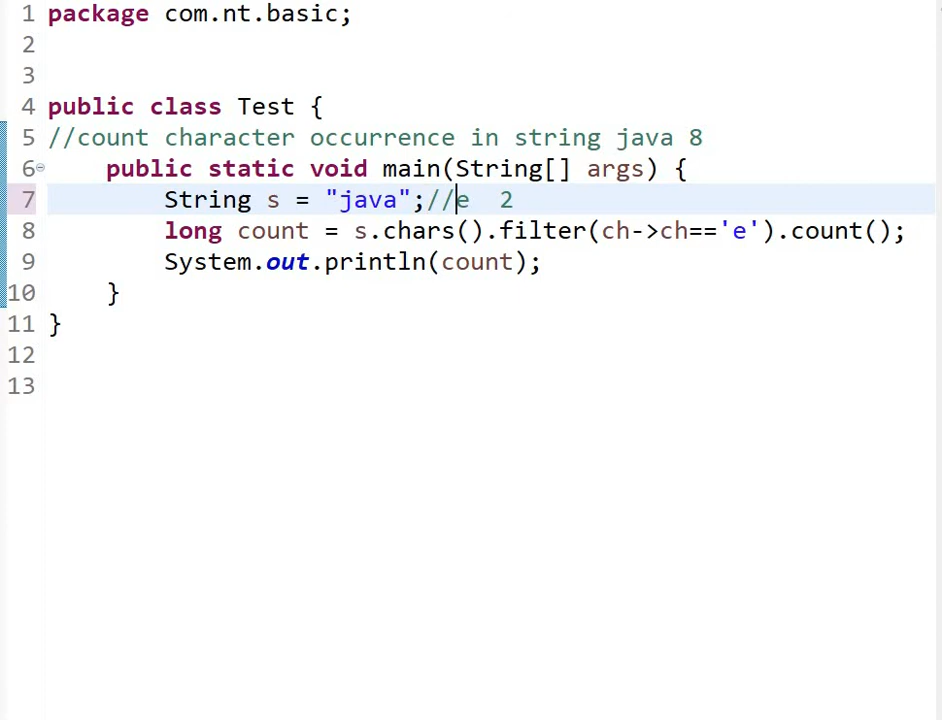 1 package com.nt.basic;
2
3
4 public class Test {
5 //count character occurrence in string java 8
6 public static void main(String[] args) {
7 String s = "java";//e  2
8 long count = s.chars().filter(ch->ch=='e').count();
9 System.out.println(count);
10 }
11 }
12
13